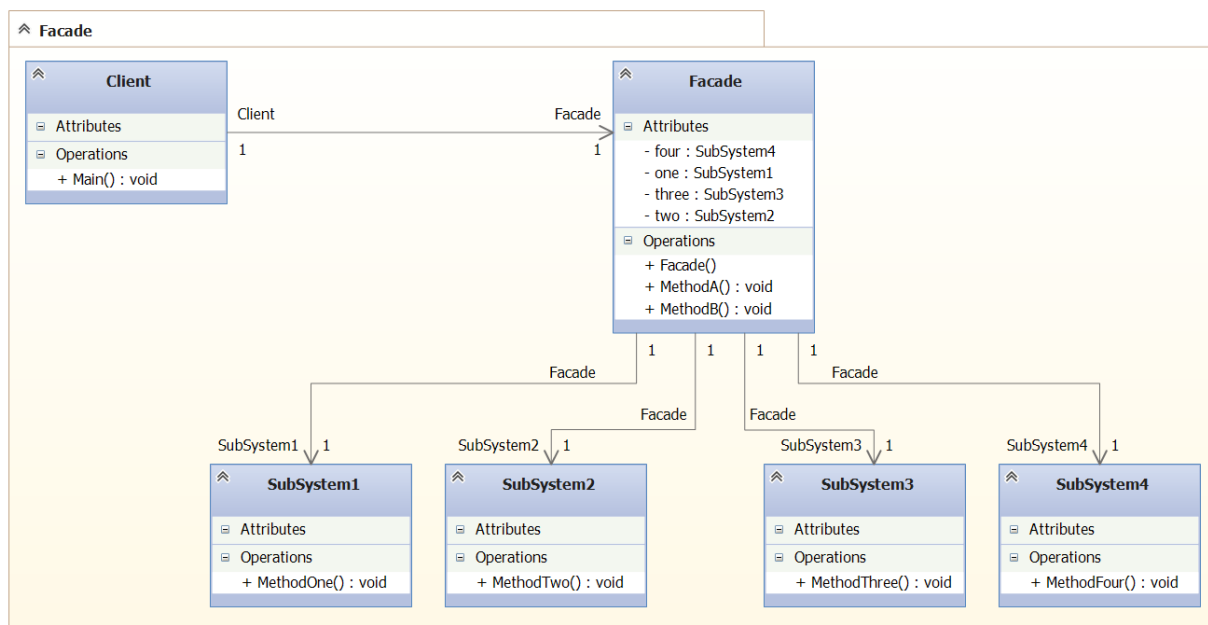 Facade
Client
Attributes
Operations
+ Main() : void
Client
Facade
1
1
Facade
Attributes
- four : SubSystem4
- one : SubSystem1
- three : SubSystem3
- two : SubSystem2
Operations
+ Facade()
+ MethodA() : void
+ MethodB() : void
1
1
1
1
Facade
Facade
Facade
Facade
SubSystem1
1
SubSystem2
1
SubSystem3
1
SubSystem4
1
SubSystem1
Attributes
Operations
+ MethodOne() : void
SubSystem2
Attributes
Operations
+ MethodTwo() : void
SubSystem3
Attributes
Operations
+ MethodThree() : void
SubSystem4
Attributes
Operations
+ MethodFour() : void